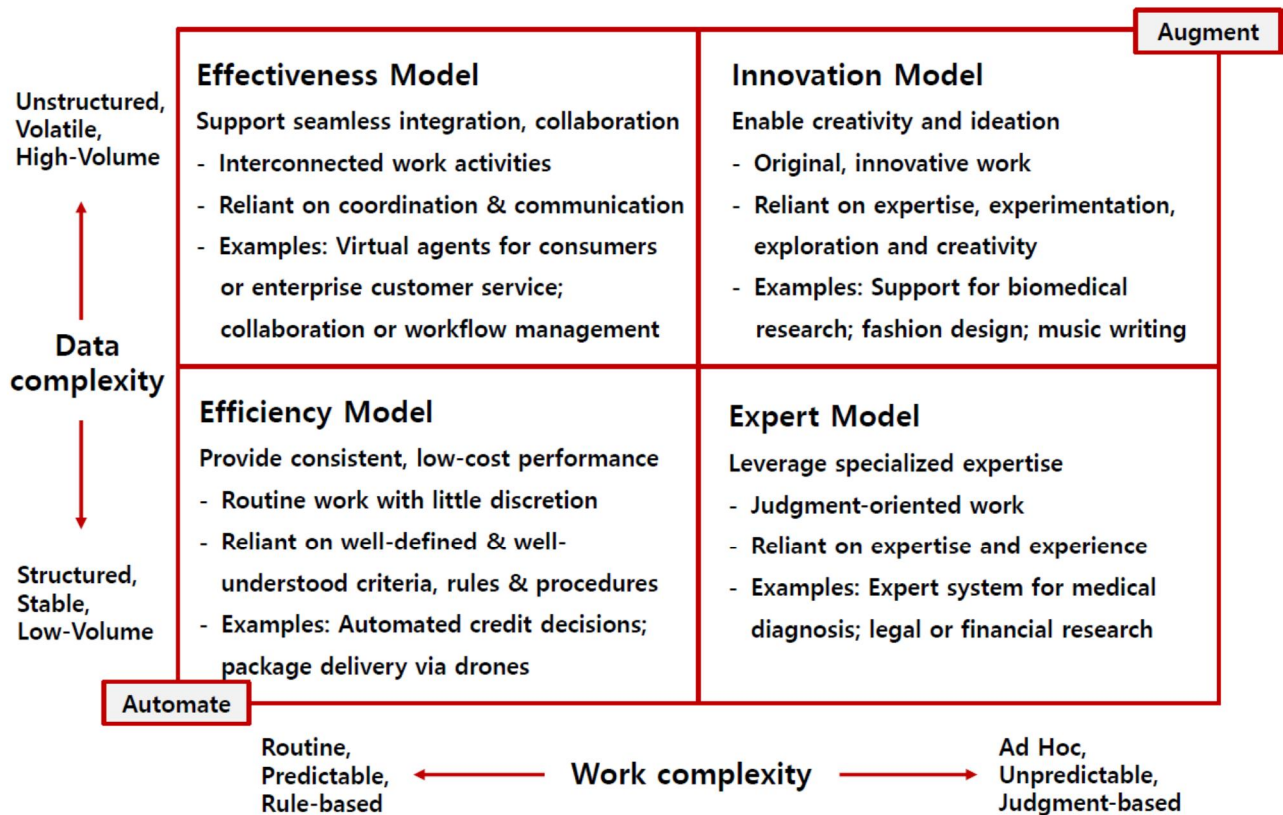 Augment
Effectiveness Model
Support seamless integration, collaboration
- Interconnected work activities
- Reliant on coordination & communication
- Examples: Virtual agents for consumers
or enterprise customer service;
collaboration or workflow management
Innovation Model
Enable creativity and ideation
- Original, innovative work
- Reliant on expertise, experimentation,
exploration and creativity
- Examples: Support for biomedical
research; fashion design; music writing
Unstructured,
Volatile,
High-Volume
Data
complexity
Structured,
Stable,
Low-Volume
Efficiency Model
Provide consistent, low-cost performance
- Routine work with little discretion
- Reliant on well-defined & well-
understood criteria, rules & procedures
- Examples: Automated credit decisions;
package delivery via drones
Expert Model
Leverage specialized expertise
- Judgment-oriented work
- Reliant on expertise and experience
- Examples: Expert system for medical
diagnosis; legal or financial research
Automate
Routine,
Predictable,
Rule-based
Work complexity
Ad Hoc,
Unpredictable,
Judgment-based